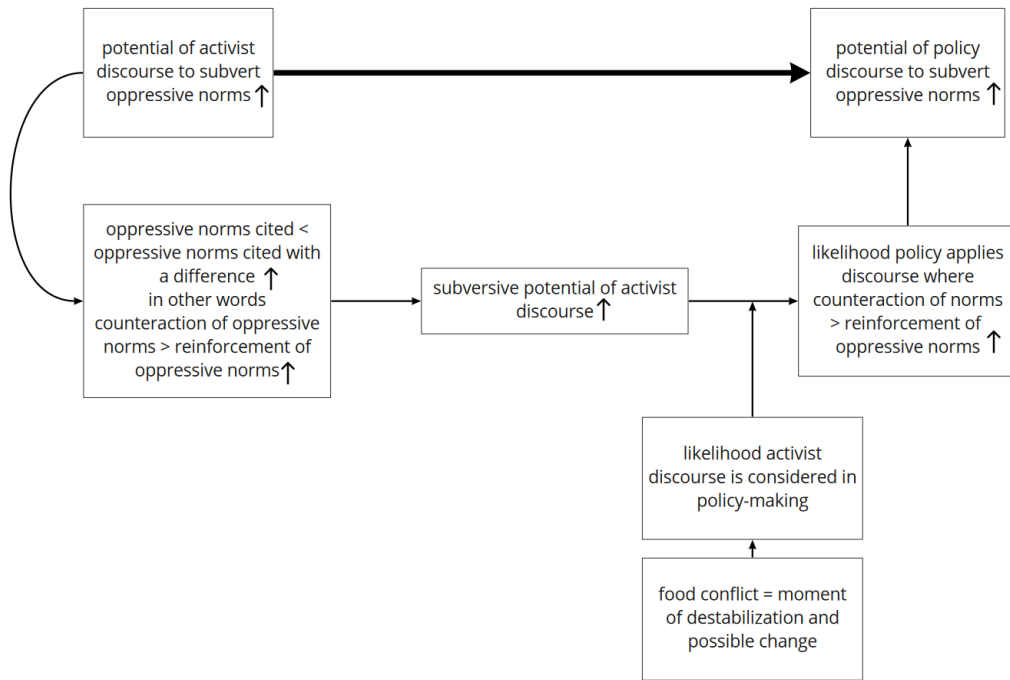 potential of activist
discourse to subvert
oppressive norms ↑
potential of policy
discourse to subvert
oppressive norms ↑
oppressive norms cited <
oppressive norms cited with
a difference ↑
in other words
counteraction of oppressive
norms > reinforcement of
oppressive norms ↑
subversive potential of activist
discourse ↑
likelihood policy applies
discourse where
counteraction of norms
> reinforcement of
oppressive norms ↑
likelihood activist
discourse is considered in
policy-making
food conflict = moment
of destabilization and
possible change